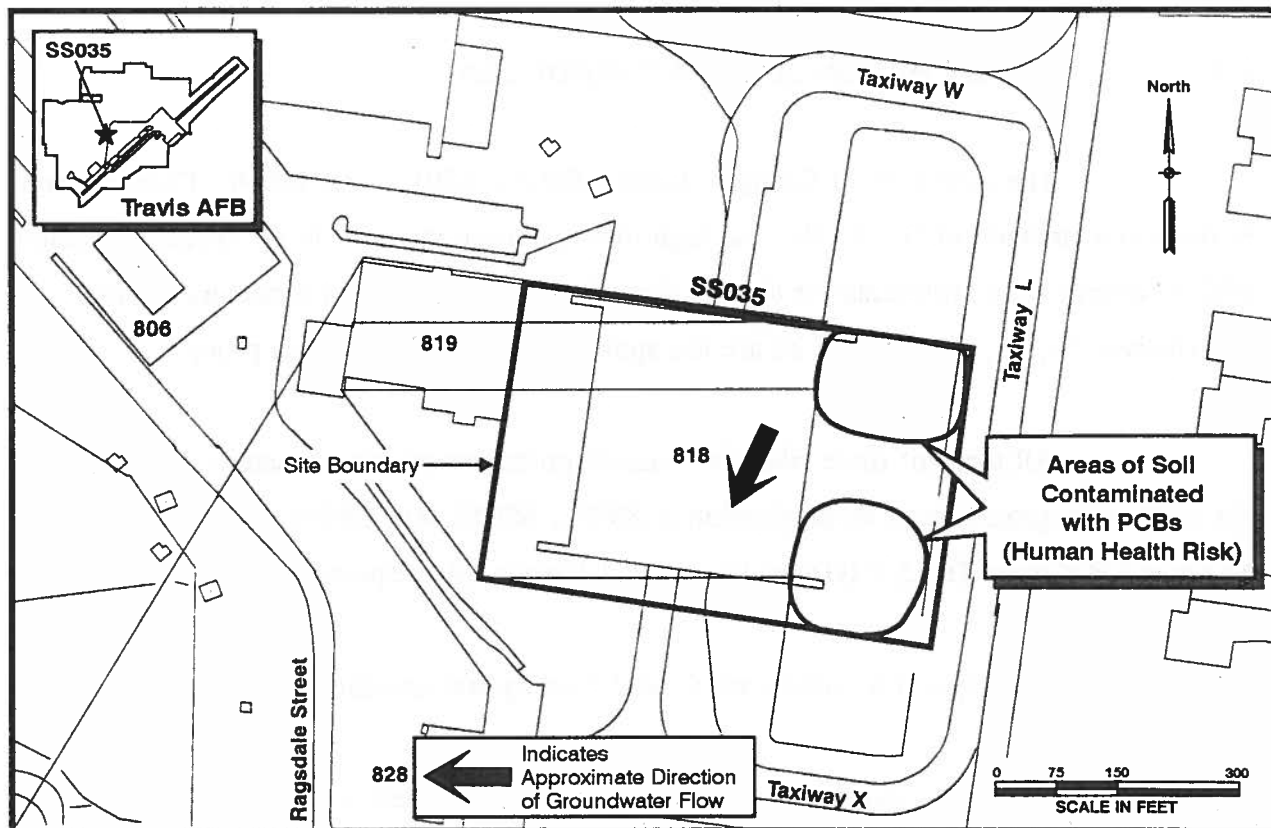 SS035
Travis AFB
Taxiway W
North
806
819
SS035
Taxiway L
Site Boundary
818
Areas of Soil
Contaminated
with PCBs
(Human Health Risk)
Ragsdale Street
828
Indicates
Approximate Direction
of Groundwater Flow
Taxiway X
0 75 150 300
SCALE IN FEET